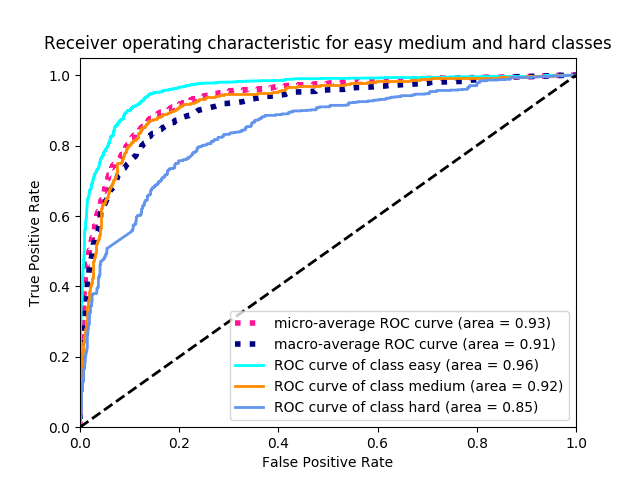 Receiver operating characteristic for easy medium and hard classes
True Positive Rate
1.0
0.8
0.6
0.4
0.2
0.0
micro-average ROC curve (area = 0.93)
macro-average ROC curve (area = 0.91)
ROC curve of class easy (area = 0.96)
ROC curve of class medium (area = 0.92)
ROC curve of class hard (area = 0.85)
0.0 0.2 0.4 0.6 0.8 1.0
False Positive Rate